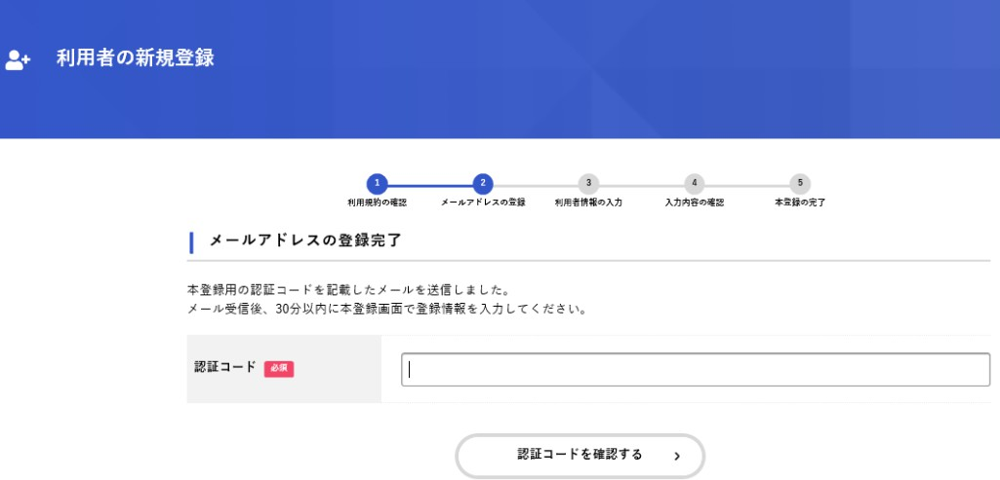 利用者の新規登録
1 2 3 4 5
利用規約の確認 メールアドレスの登録 利用者情報の入力 入力内容の確認 本登録の完了
メールアドレスの登録完了
本登録用の認証コードを記載したメールを送信しました。
メール受信後、30分以内に本登録画面で登録情報を入力してください。
認証コード 必須
認証コードを確認する